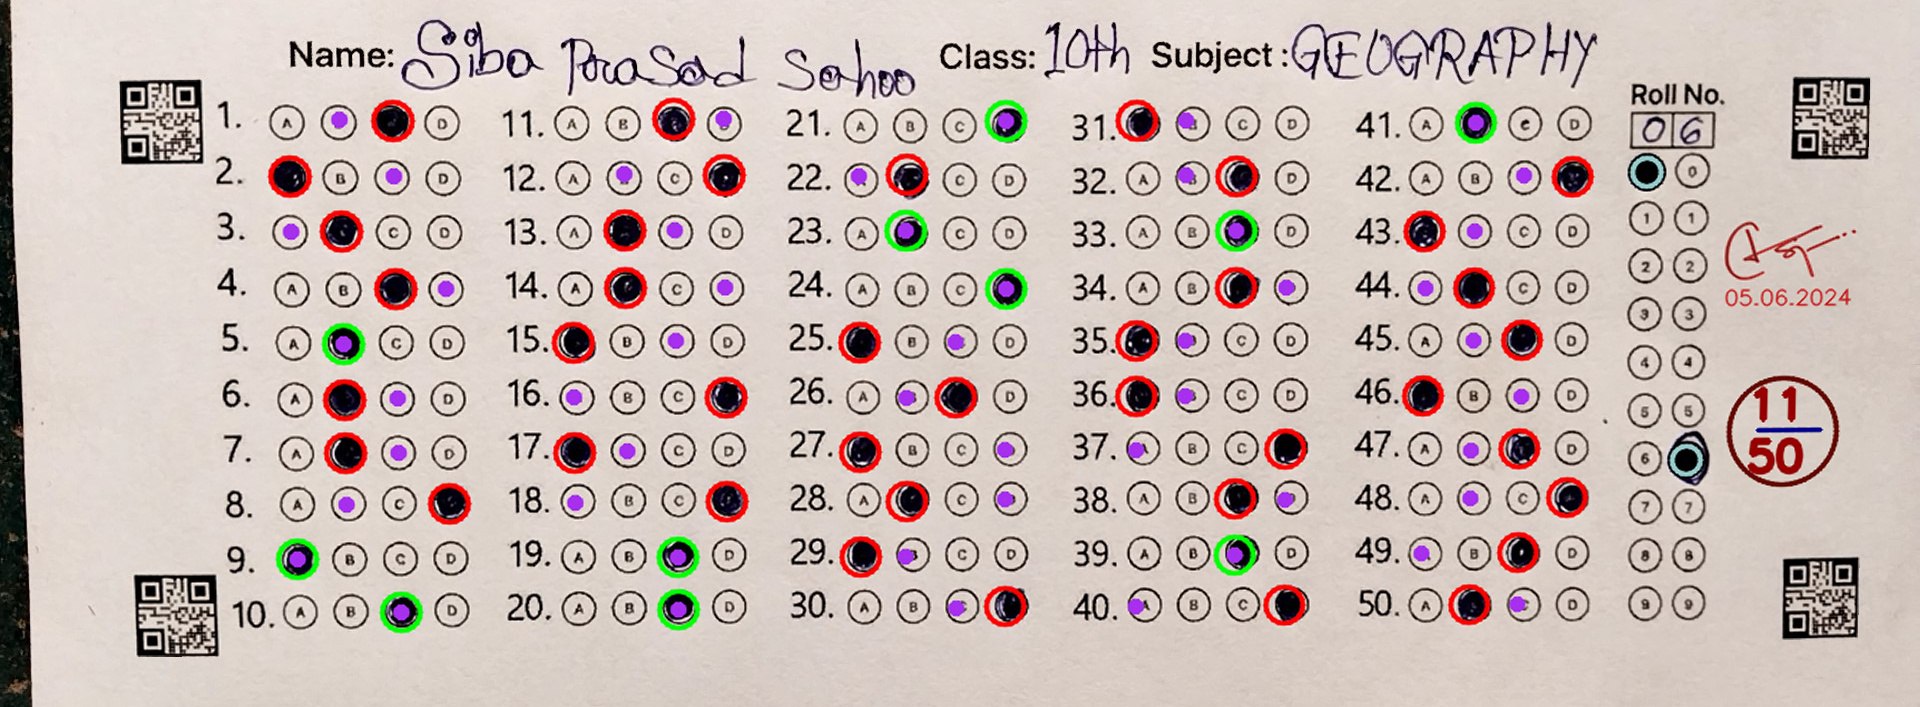 Name: Siba Prasad Sahoo Class: 10th Subject : GEOGRAPHY
1. A D 11. A B 21. A B C 31. C D 41. A C D
2. B D 12. A C 22. C D 32. A D 42. A B
3. C D 13. A D 23. A C D 33. A B D 43. C D
4. A B 14. A C 24. A B C 34. A B 44. C D
5. A C D 15. B D 25. B D 35. C D 45. A D
6. A D 16. B C 26. A D 36. C D 46. B D
7. A D 17. C D 27. B C 37. B C 47. A D
8. A C 18. B C 28. A C 38. A B 48. A C
9. B C D 19. A B D 29. C D 39. A B D 49. B D
10. A B D 20. A B D 30. A B 40. B C 50. A D
Roll No.
0 6
0
1 1
2 2
3 3
4 4
5 5
6
7 7
8 8
9 9
05.06.2024
11
50